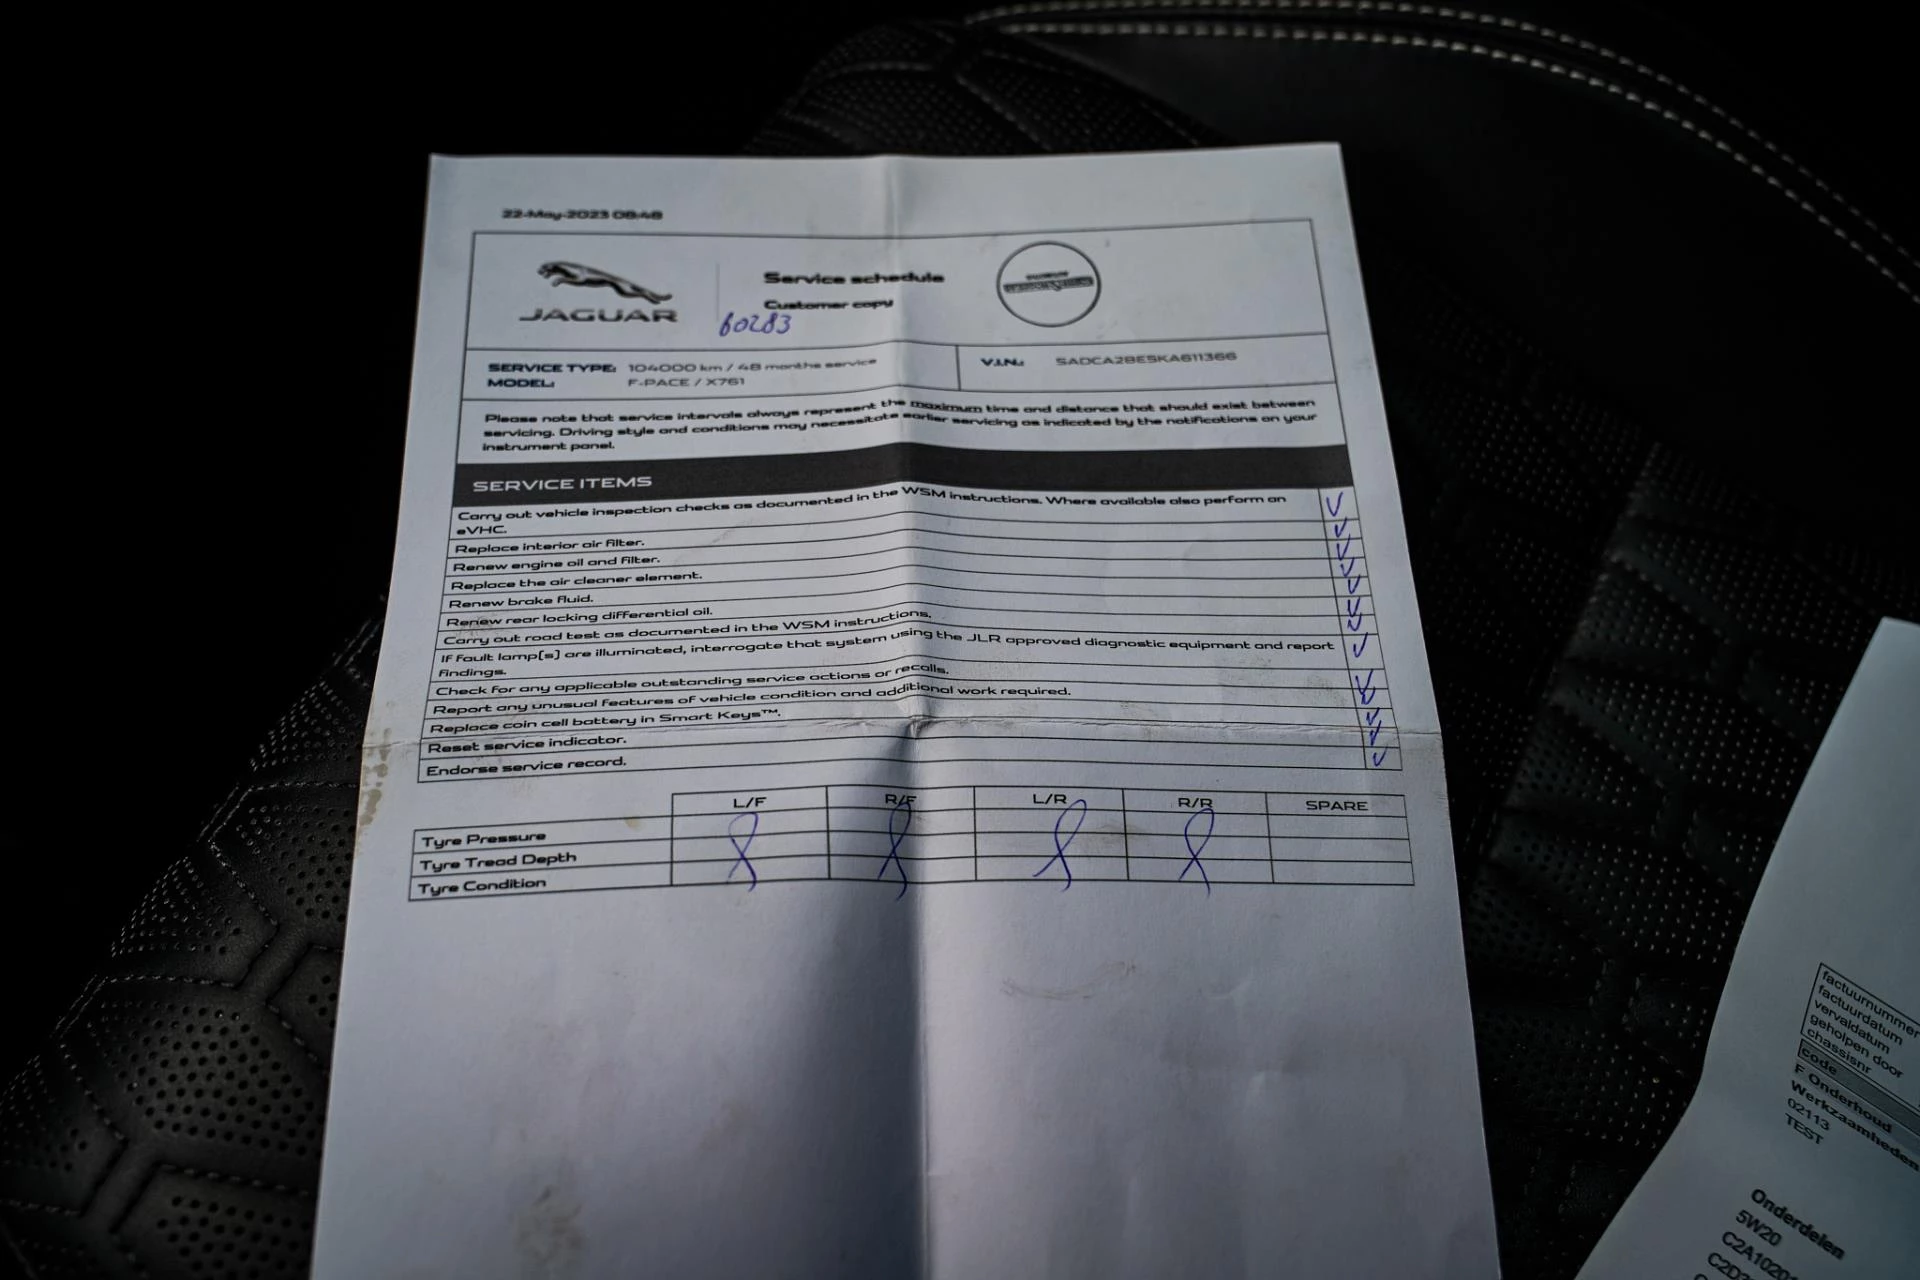 22-May-2023 08:48
JAGUAR
Service schedule
Customer copy
60283
SERVICE TYPE: 104000 km / 48 months service
MODEL: F-PACE / X761
V.I.N.: SADCA2BE5KA611366
Please note that service intervals always represent the maximum time and distance that should exist between
servicing. Driving style and conditions may necessitate earlier servicing as indicated by the notifications on your
instrument panel.
SERVICE ITEMS
Carry out vehicle inspection checks as documented in the WSM instructions. Where available also perform an
eVHC.
Replace interior air filter.
Renew engine oil and filter.
Replace the air cleaner element.
Renew brake fluid.
Renew rear locking differential oil.
Carry out road test as documented in the WSM instructions.
If fault lamp[s] are illuminated, interrogate that system using the JLR approved diagnostic equipment and report
findings.
Check for any applicable outstanding service actions or recalls.
Report any unusual features of vehicle condition and additional work required.
Replace coin cell battery in Smart Keys™.
Reset service indicator.
Endorse service record.
L/F R/F L/R R/R SPARE
Tyre Pressure
Tyre Tread Depth
Tyre Condition
factuurnummer
factuurdatum
vervaldatum
geholpen door
chassisnr
code
F Onderhoud
Werkzaamheden
02113
TEST
Onderdelen
5W20